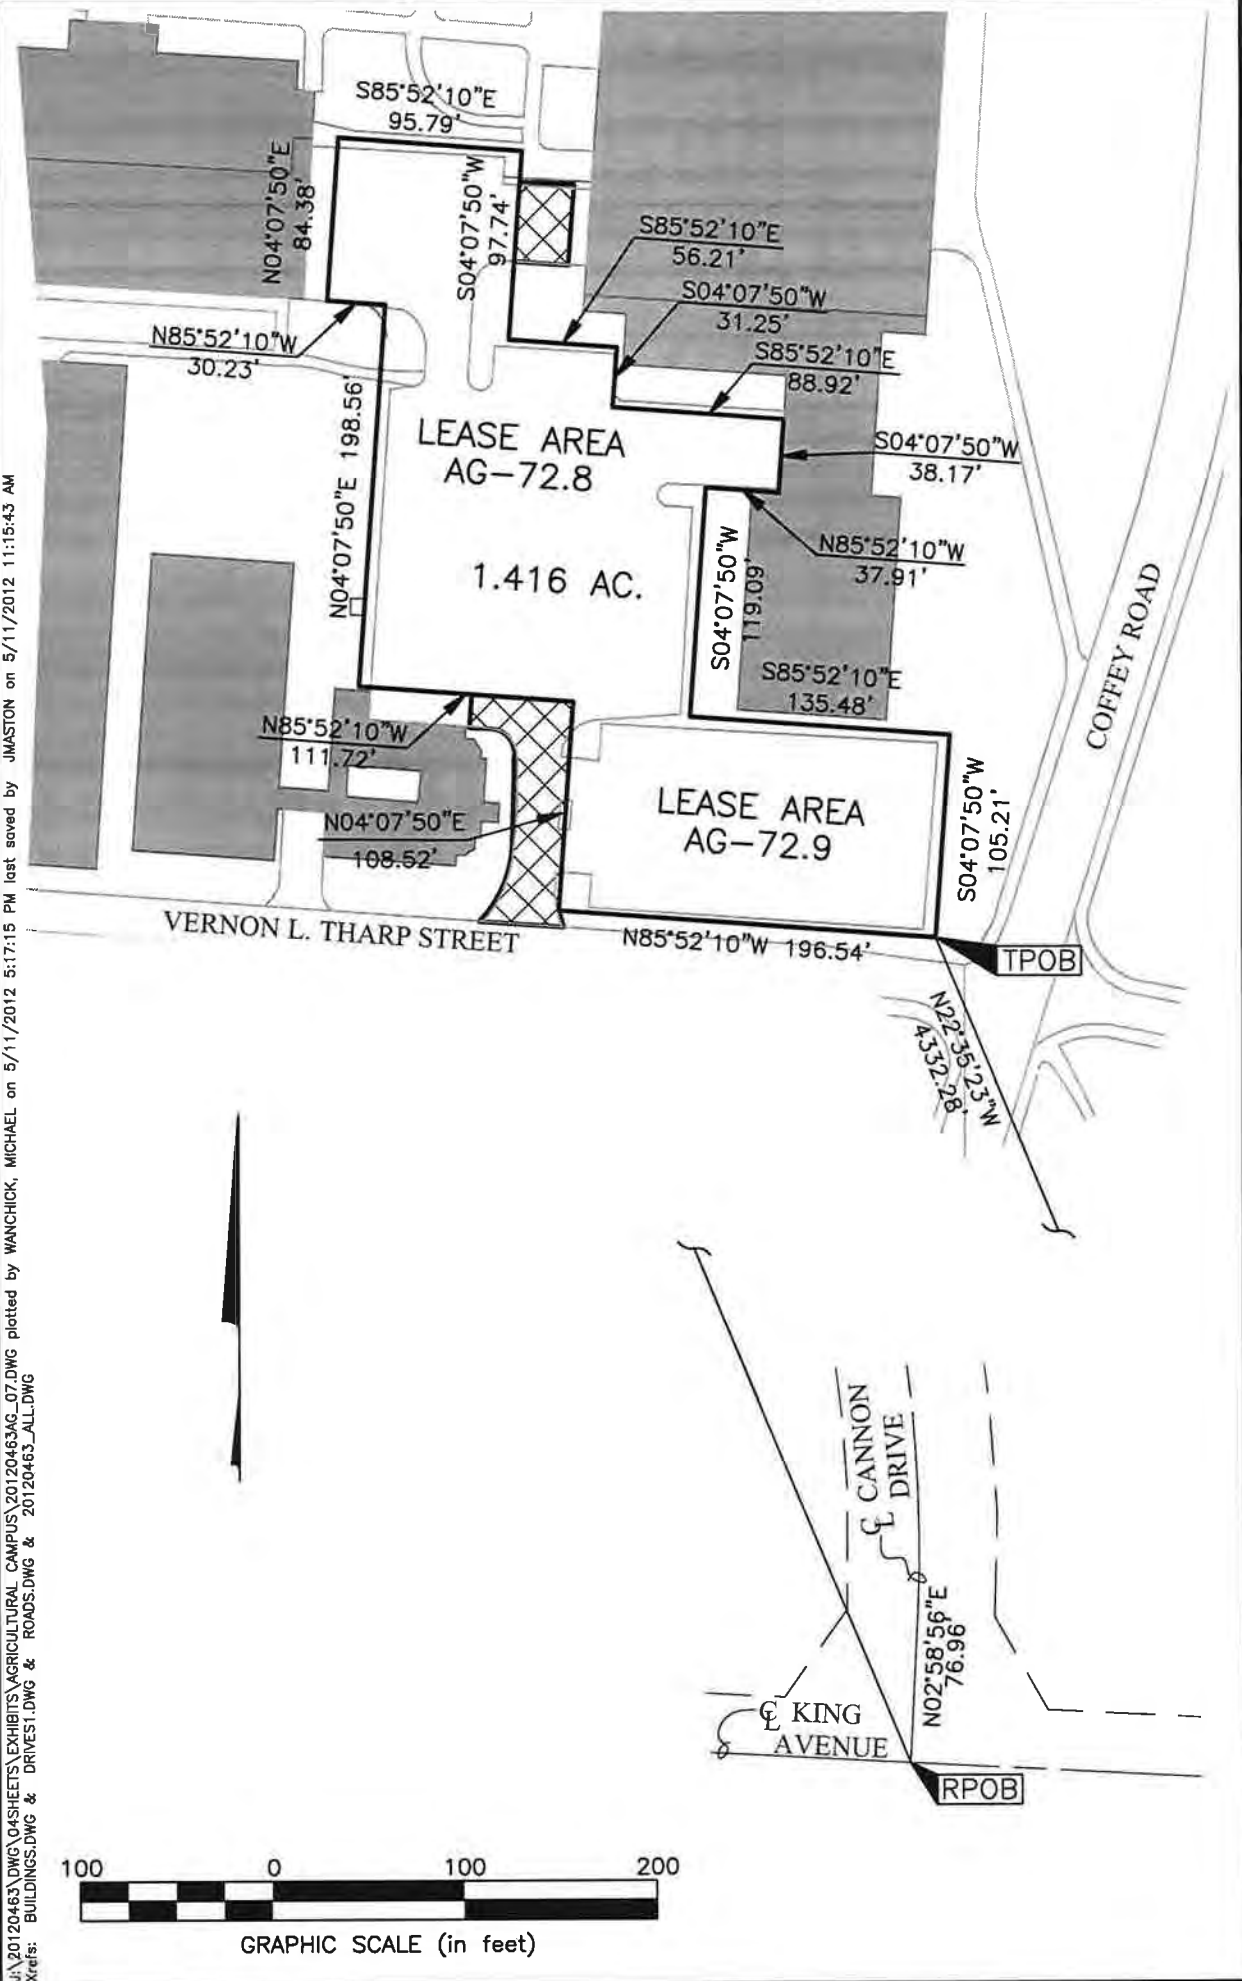 S85°52'10"E
95.79'
N04°07'50"E
84.38'
S04°07'50"W
97.74'
S85°52'10"E
56.21'
S04°07'50"W
31.25'
S85°52'10"E
88.92'
N85°52'10"W
30.23'
N04°07'50"E 198.56'
LEASE AREA
AG-72.8
S04°07'50"W
38.17'
1.416 AC.
N85°52'10"W
37.91'
S04°07'50"W
119.09'
COFFEY ROAD
S85°52'10"E
135.48'
N85°52'10"W
111.72'
N04°07'50"E
108.52'
LEASE AREA
AG-72.9
S04°07'50"W
105.21'
VERNON L. THARP STREET
N85°52'10"W 196.54'
TPOB
N22°35'23"W
4332.28'
℄ CANNON
DRIVE
N02°58'56"E
76.96'
℄ KING
AVENUE
RPOB
100 0 100 200
GRAPHIC SCALE (in feet)
J:\20120463\DWG\04SHEETS\EXHIBITS\AGRICULTURAL CAMPUS\20120463AG_07.DWG plotted by WANCHICK, MICHAEL on 5/11/2012 5:17:15 PM last saved by JMASTON on 5/11/2012 11:15:43 AM
Xrefs: BUILDINGS.DWG & DRIVES1.DWG & ROADS.DWG & 20120463_ALL.DWG